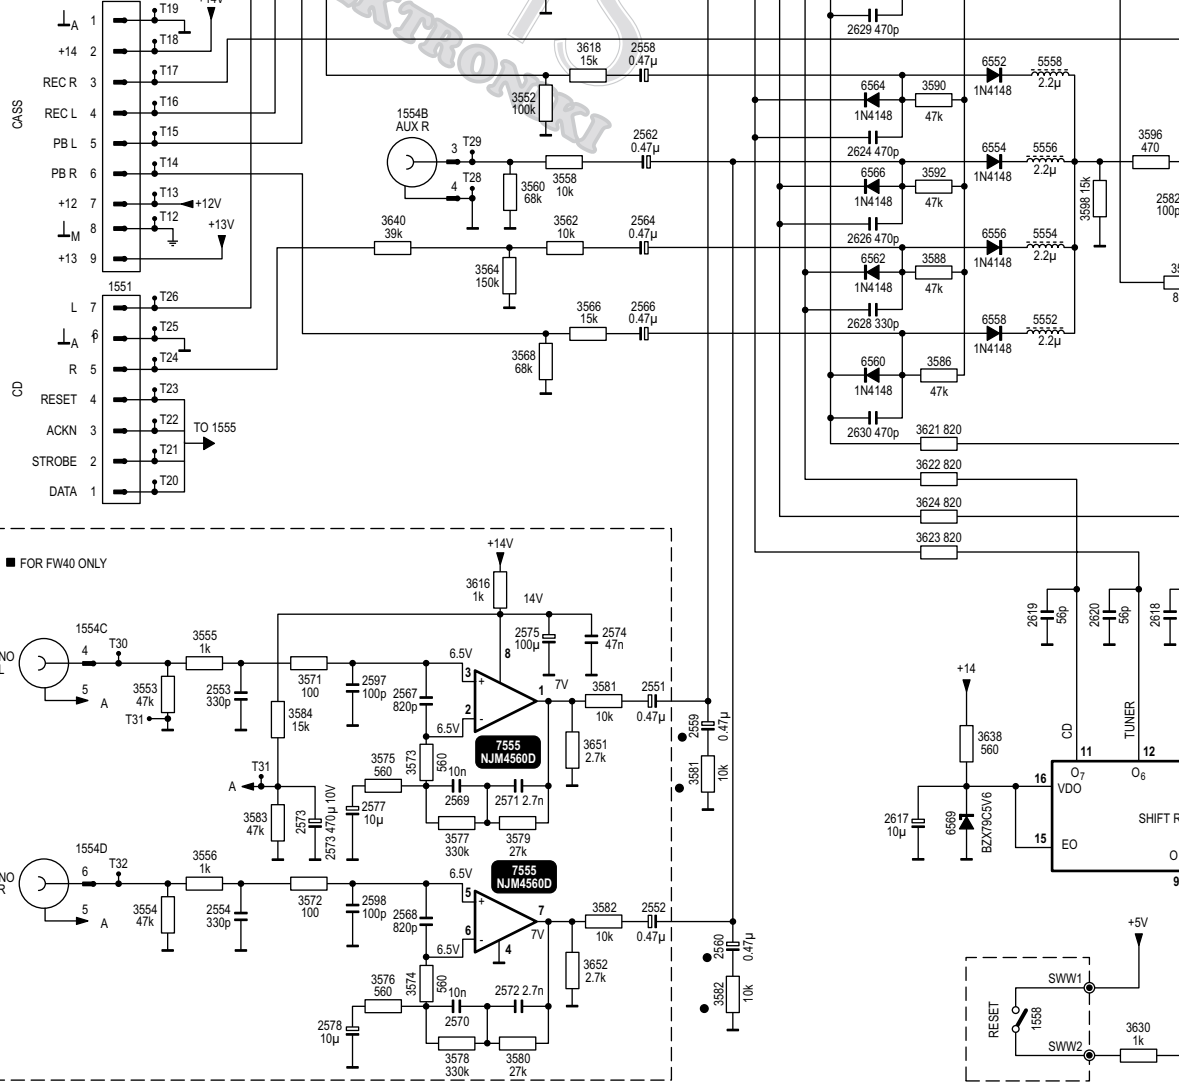 +14V
T19
A 1
T18
+14 2
T17
REC R 3
T16
REC L 4
T15
PB L 5
T14
PB R 6
T13
+12 7
+12V
T12
M 8
+13V
+13 9
CASS
1551
T26
L 7
T25
A 6
T24
R 5
T23
RESET 4
T22
ACKN 3
TO 1555
T21
STROBE 2
T20
DATA 1
CD
EKTRONIKI
2629 470p
3618
15k
2558
0.47µ
3552
100k
1554B
AUX R
3
T29
4
T28
3560
68k
3558
10k
2562
0.47µ
3640
39k
3562
10k
2564
0.47µ
3564
150k
3566
15k
2566
0.47µ
3568
68k
6552
1N4148
5558
2.2µ
6564
1N4148
3590
47k
2624 470p
6554
1N4148
5556
2.2µ
6566
1N4148
3592
47k
2626 470p
6556
1N4148
5554
2.2µ
6562
1N4148
3588
47k
2628 330p
6558
1N4148
5552
2.2µ
6560
1N4148
3586
47k
2630 470p
3596
470
3598 15k
2582
100p
3621 820
3622 820
3624 820
3623 820
2619
56p
2620
56p
2618
FOR FW40 ONLY
+14V
3616
1k
14V
2575
100µ
2574
47n
NO
L
1554C
4
T30
5
A
3555
1k
3553
47k
T31
2553
330p
3571
100
3584
15k
2597
100p
2567
820p
6.5V
3
+
2
-
6.5V
8
1
7V
7555
NJM4560D
3581
10k
2551
0.47µ
3651
2.7k
2559
0.47µ
3581
10k
3575
560
3573
560
10n
2569
2571 2.7n
2577
10µ
3577
330k
3579
27k
A
T31
3583
47k
2573
2573 470µ 10V
NO
R
1554D
6
T32
5
A
3556
1k
3554
47k
2554
330p
3572
100
2598
100p
2568
820p
7555
NJM4560D
6.5V
5
+
6
-
6.5V
4
7
7V
3582
10k
2552
0.47µ
3652
2.7k
2560
0.47µ
3582
10k
3576
560
3574
560
10n
2570
2572 2.7n
2578
10µ
3578
330k
3580
27k
+14
3638
560
2617
10µ
6569
BZX79C5V6
CD
11
TUNER
12
16
O7
O6
VDO
15
EO
SHIFT R
O
9
+5V
SWW1
RESET
1558
SWW2
3630
1k